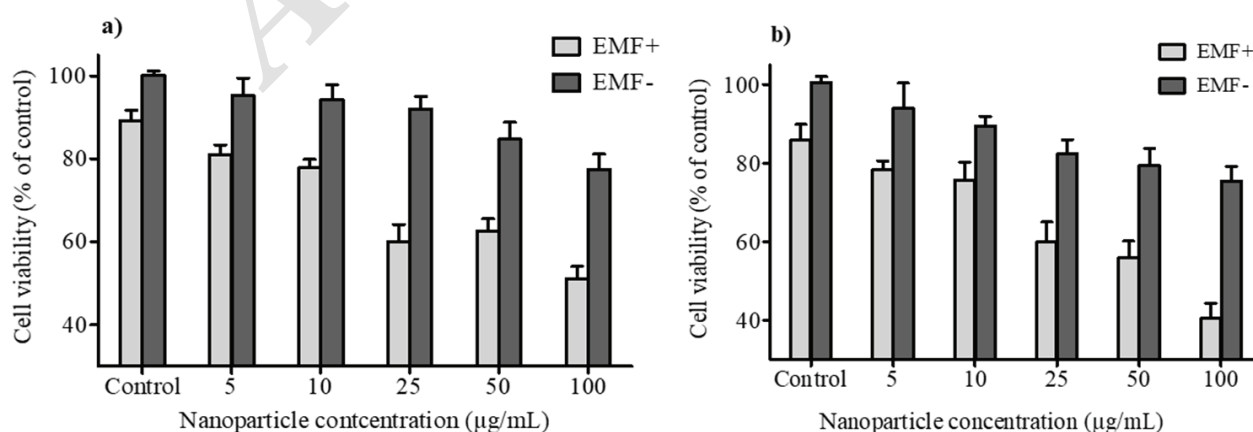 a)
EMF+
EMF-
Cell viability (% of control)
100
80
60
40
Control 5 10 25 50 100
Nanoparticle contcentration (µg/mL)
b)
EMF+
EMF-
Cell viability (% of control)
100
80
60
40
Control 5 10 25 50 100
Nanoparticle concentration (µg/mL)
A